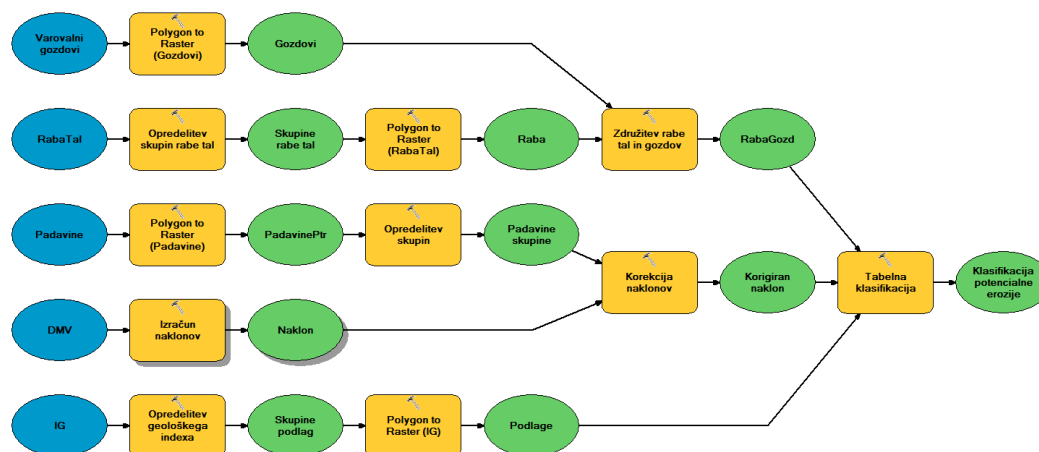 Varovalni
gozdovi
Polygon to
Raster
(Gozdovi)
Gozdovi
RabaTal
Opredelitev
skupin rabe tal
Skupine
rabe tal
Polygon to
Raster
(RabaTal)
Raba
Združitev rabe
tal in gozdov
RabaGozd
Padavine
Polygon to
Raster
(Padavine)
PadavinePtr
Opredelitev
skupin
Padavine
skupine
Korekcija
naklonov
Korigiran
naklon
Tabelna
klasifikacija
Klasifikacija
potencialne
erozije
DMV
Izračun
naklonov
Naklon
IG
Opredelitev
geološkega
indexa
Skupine
podlag
Polygon to
Raster (IG)
Podlage